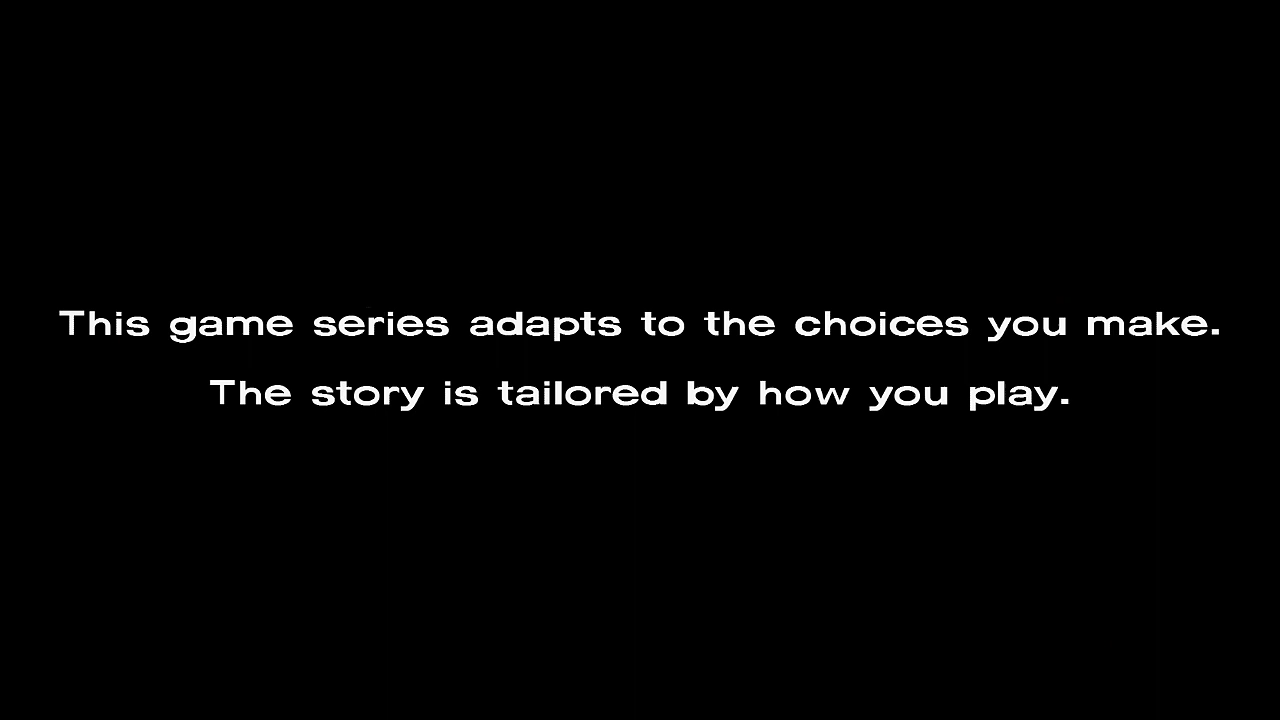 This game series adapts to the choices you make.
The story is tailored by how you play.